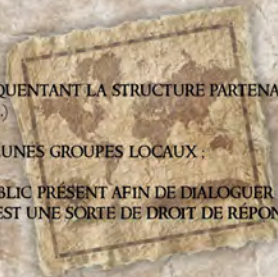 QUENTANT LA STRUCTURE PARTENA
.)
UNES GROUPES LOCAUX :
BLIC PRÉSENT AFIN DE DIALOGUER
EST UNE SORTE DE DROIT DE RÉPON